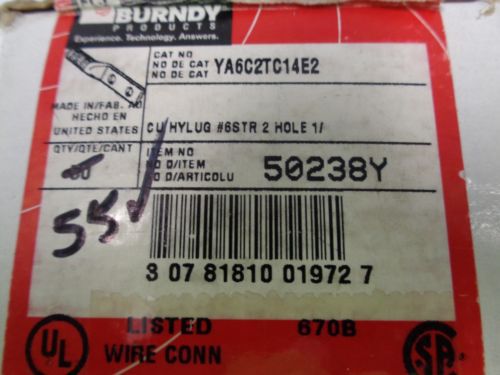 BURNDY
PRODUCTS
Experience. Technology. Answers.
CAT NO
NO DE CAT YA6C2TC14E2
NO DE CAT
MADE IN/FAB. AU
HECHO EN
UNITED STATES
CU HYLUG #6STR 2 HOLE 1/
QTY/QTE/CANT
ITEM NO
NO D/ITEM 50238Y
NO D/ARTICOLU
55
3 07 81810 01972 7
UL
LISTED 670B
WIRE CONN
SA